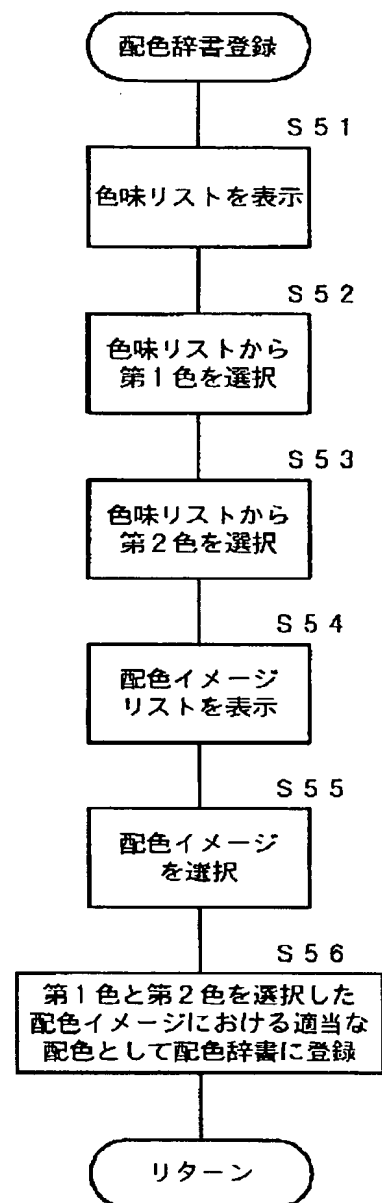 配色辞書登録
S51
色味リストを表示
S52
色味リストから
第1色を選択
S53
色味リストから
第2色を選択
S54
配色イメージ
リストを表示
S55
配色イメージ
を選択
S56
第1色と第2色を選択した
配色イメージにおける適当な
配色として配色辞書に登録
リターン